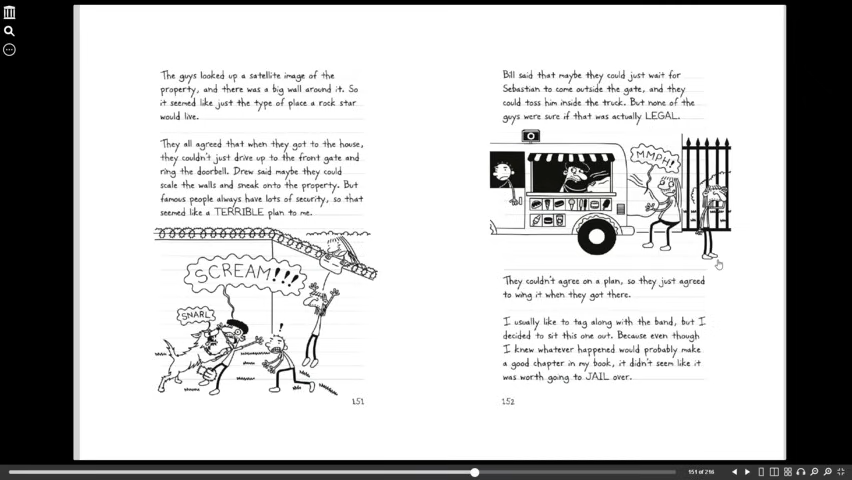 The guys looked up a satellite image of the
property, and there was a big wall around it. So
it seemed like just the type of place a rock star
would live.
They all agreed that when they got to the house,
they couldn't just drive up to the front gate and
ring the doorbell. Drew said maybe they could
scale the walls and sneak onto the property. But
famous people always have lots of security, so that
seemed like a TERRIBLE plan to me.
SCREAM!!!
SNARL
!
151
Bill said that maybe they could just wait for
Sebastian to come outside the gate, and they
could toss him inside the truck. But none of the
guys were sure if that was actually LEGAL.
MMPH!
They couldn't agree on a plan, so they just agreed
to wing it when they got there.
I usually like to tag along with the band, but I
decided to sit this one out. Because even though
I knew whatever happened would probably make
a good chapter in my book, it didn't seem like it
was worth going to JAIL over.
152
151 of 216